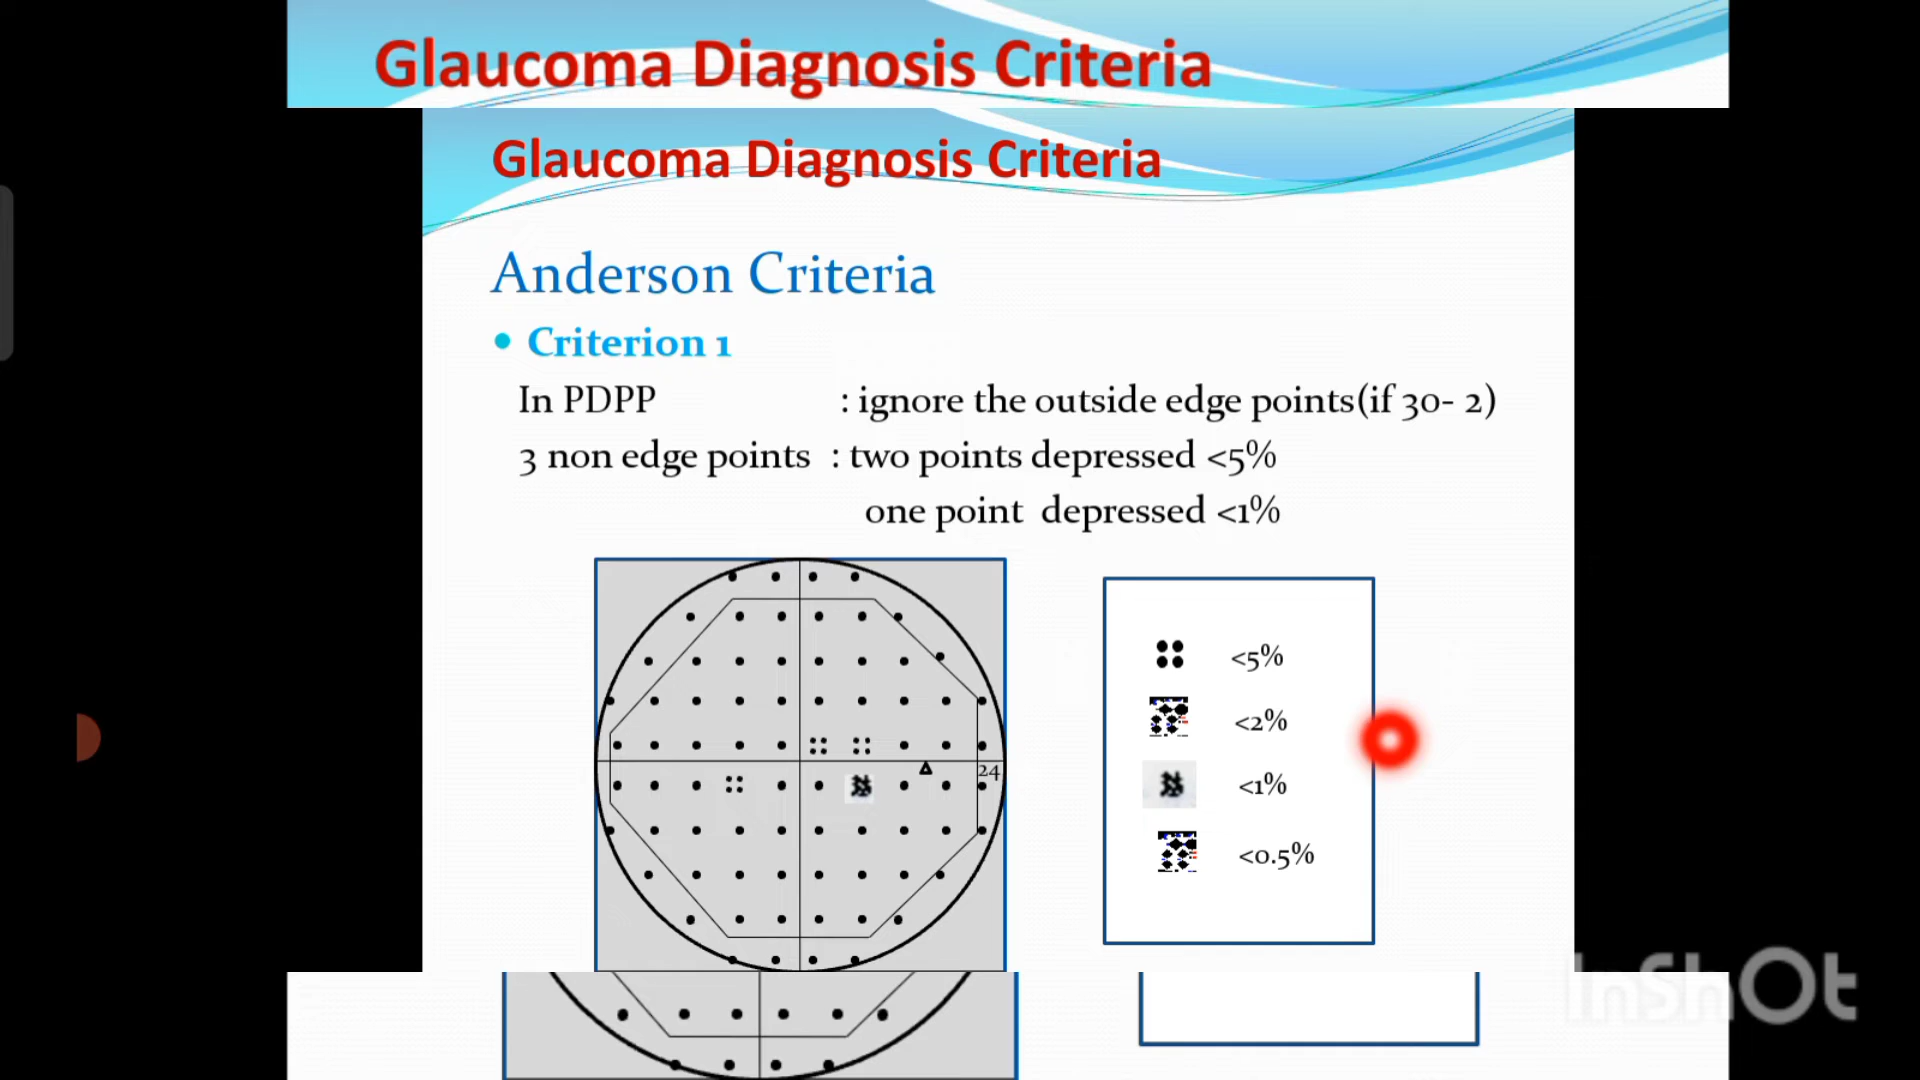 Glaucoma Diagnosis Criteria
Glaucoma Diagnosis Criteria
Anderson Criteria
• Criterion 1
In PDPP : ignore the outside edge points(if 30- 2)
3 non edge points : two points depressed <5%
one point depressed <1%
24
<5%
<2%
<1%
<0.5%
InShOt